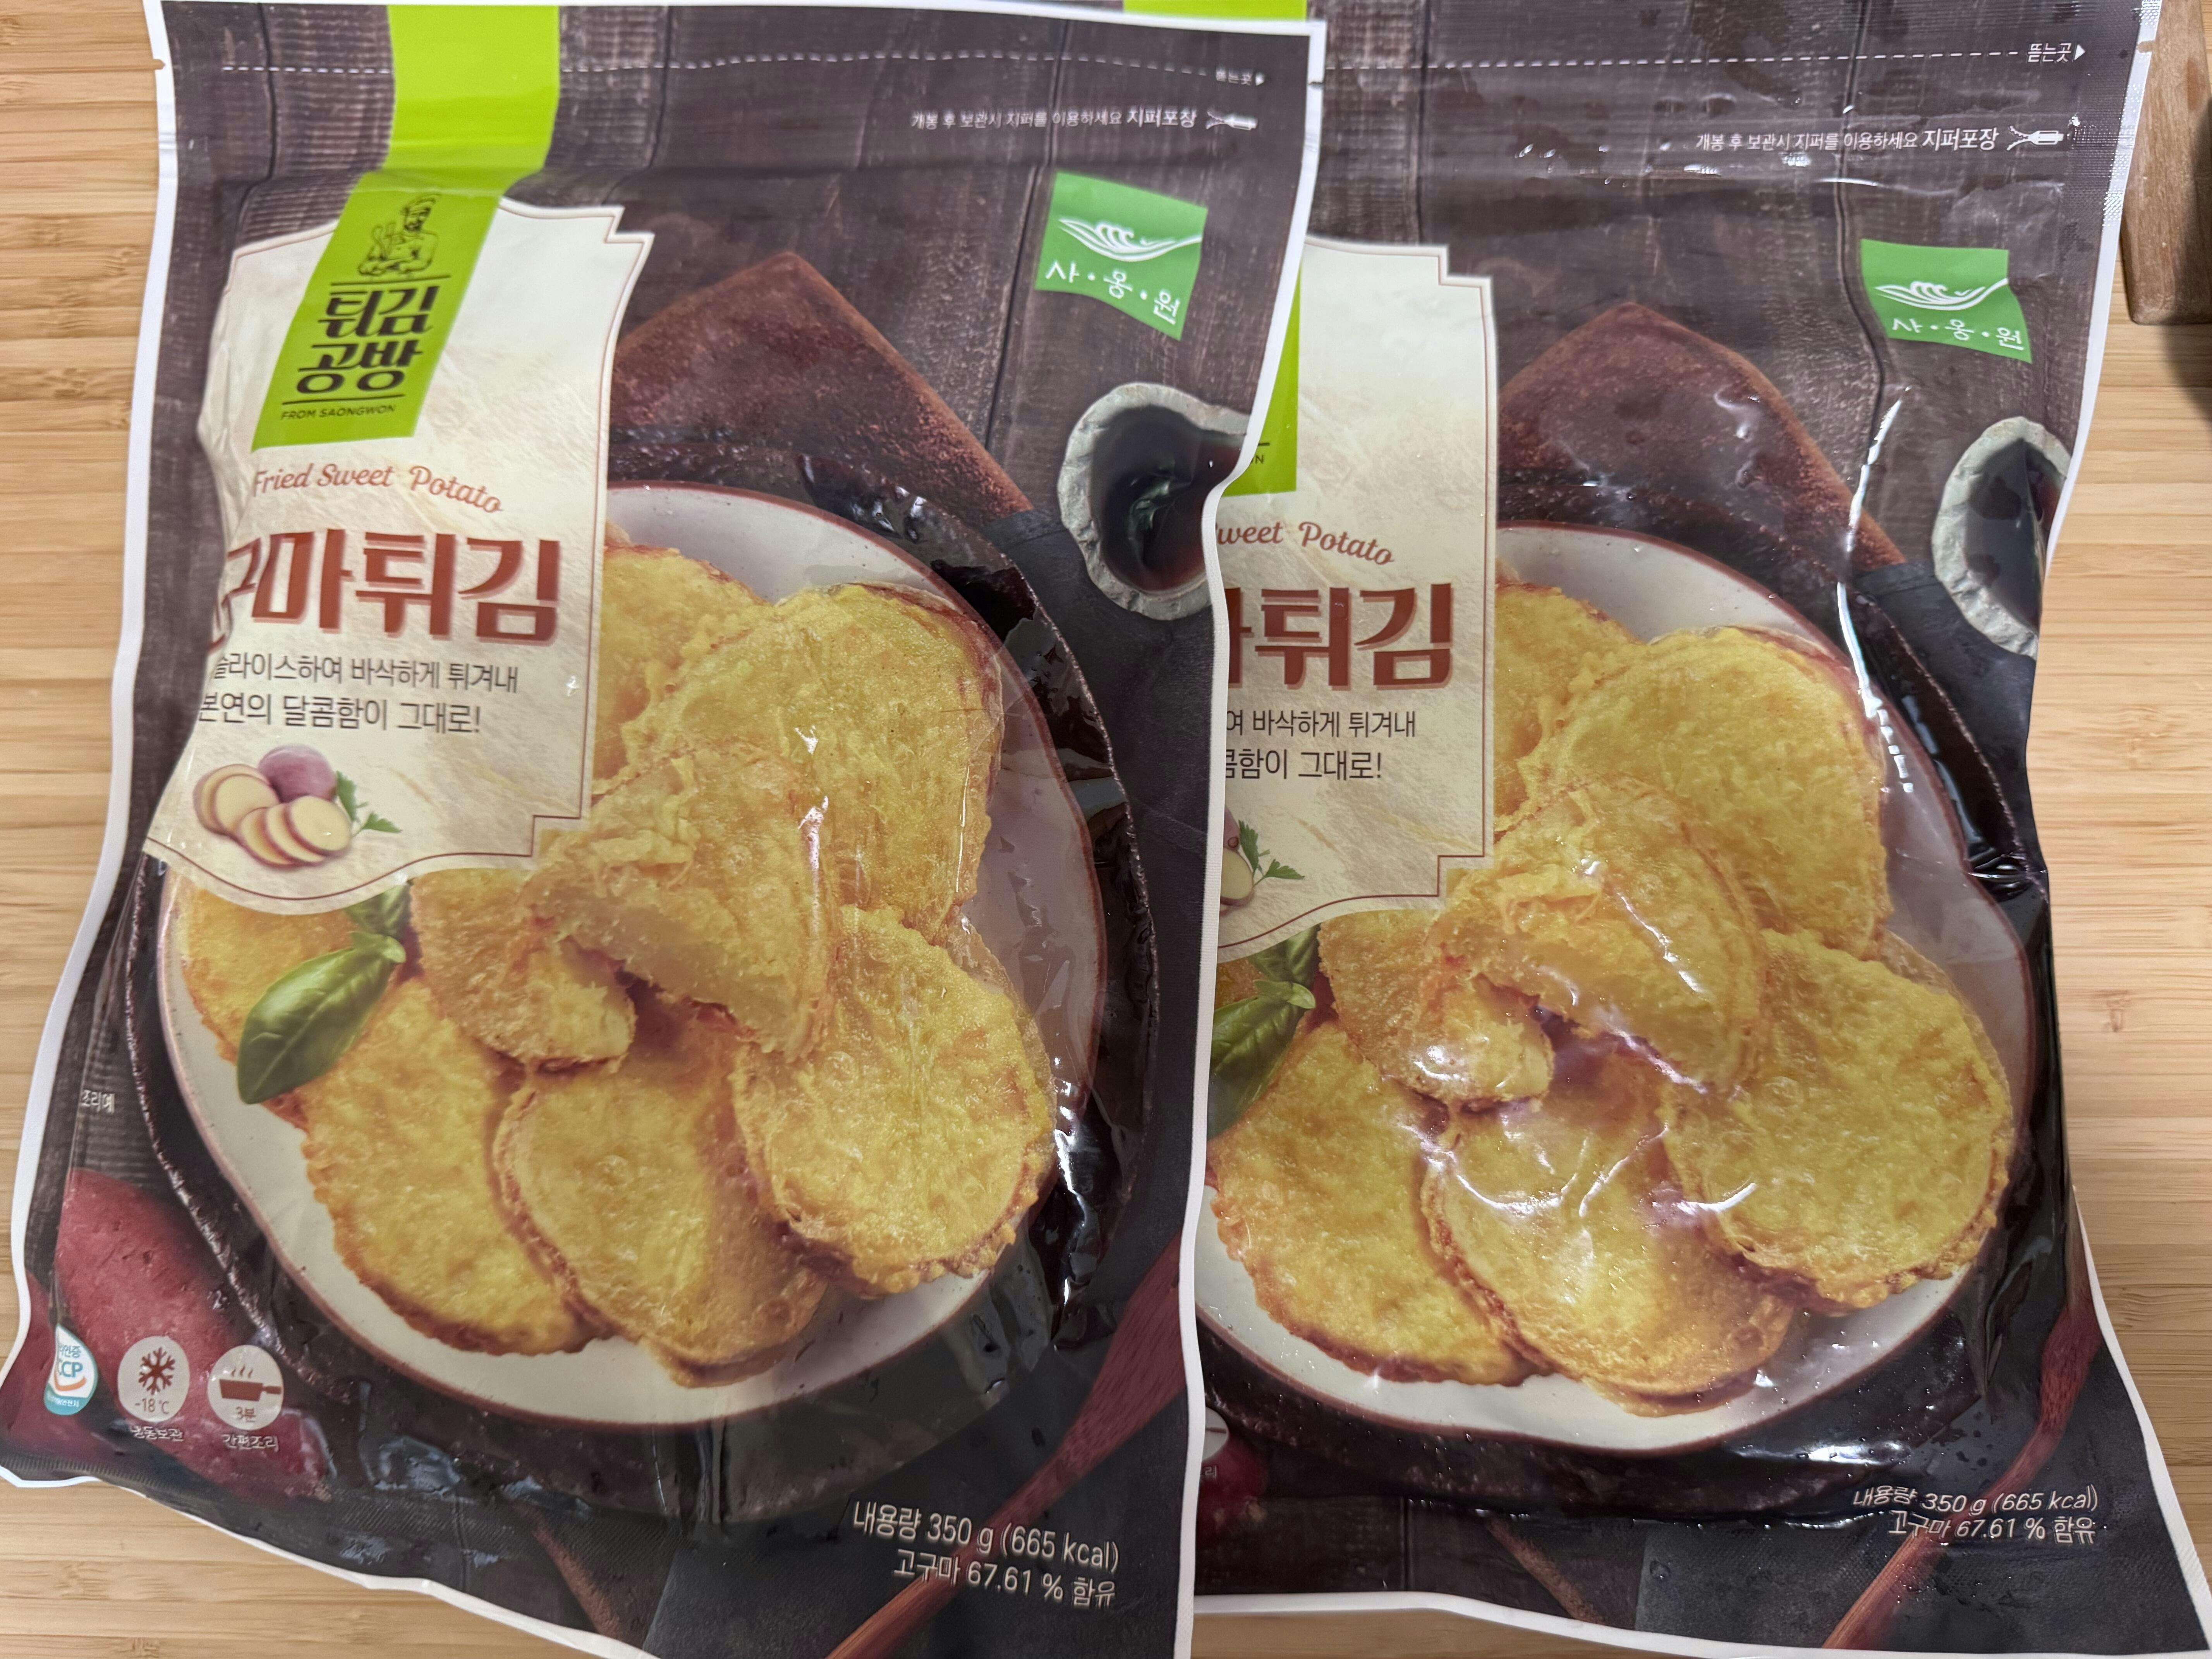 뜯는곳
개봉 후 보관시 지퍼를 이용하세요 지퍼포장
사·옹·원
튀김
공방
FROM SAONGWON
Fried Sweet Potato
구마튀김
슬라이스하여 바삭하게 튀겨내
본연의 달콤함이 그대로!
조리예
CCP
-18℃
냉동보관
3분
간편조리
내용량 350 g (665 kcal)
고구마 67.61 % 함유
뜯는곳
개봉 후 보관시 지퍼를 이용하세요 지퍼포장
사·옹·원
ON
weet Potato
튀김
여 바삭하게 튀겨내
콤함이 그대로!
리
내용량 350 g (665 kcal)
고구마 67.61 % 함유